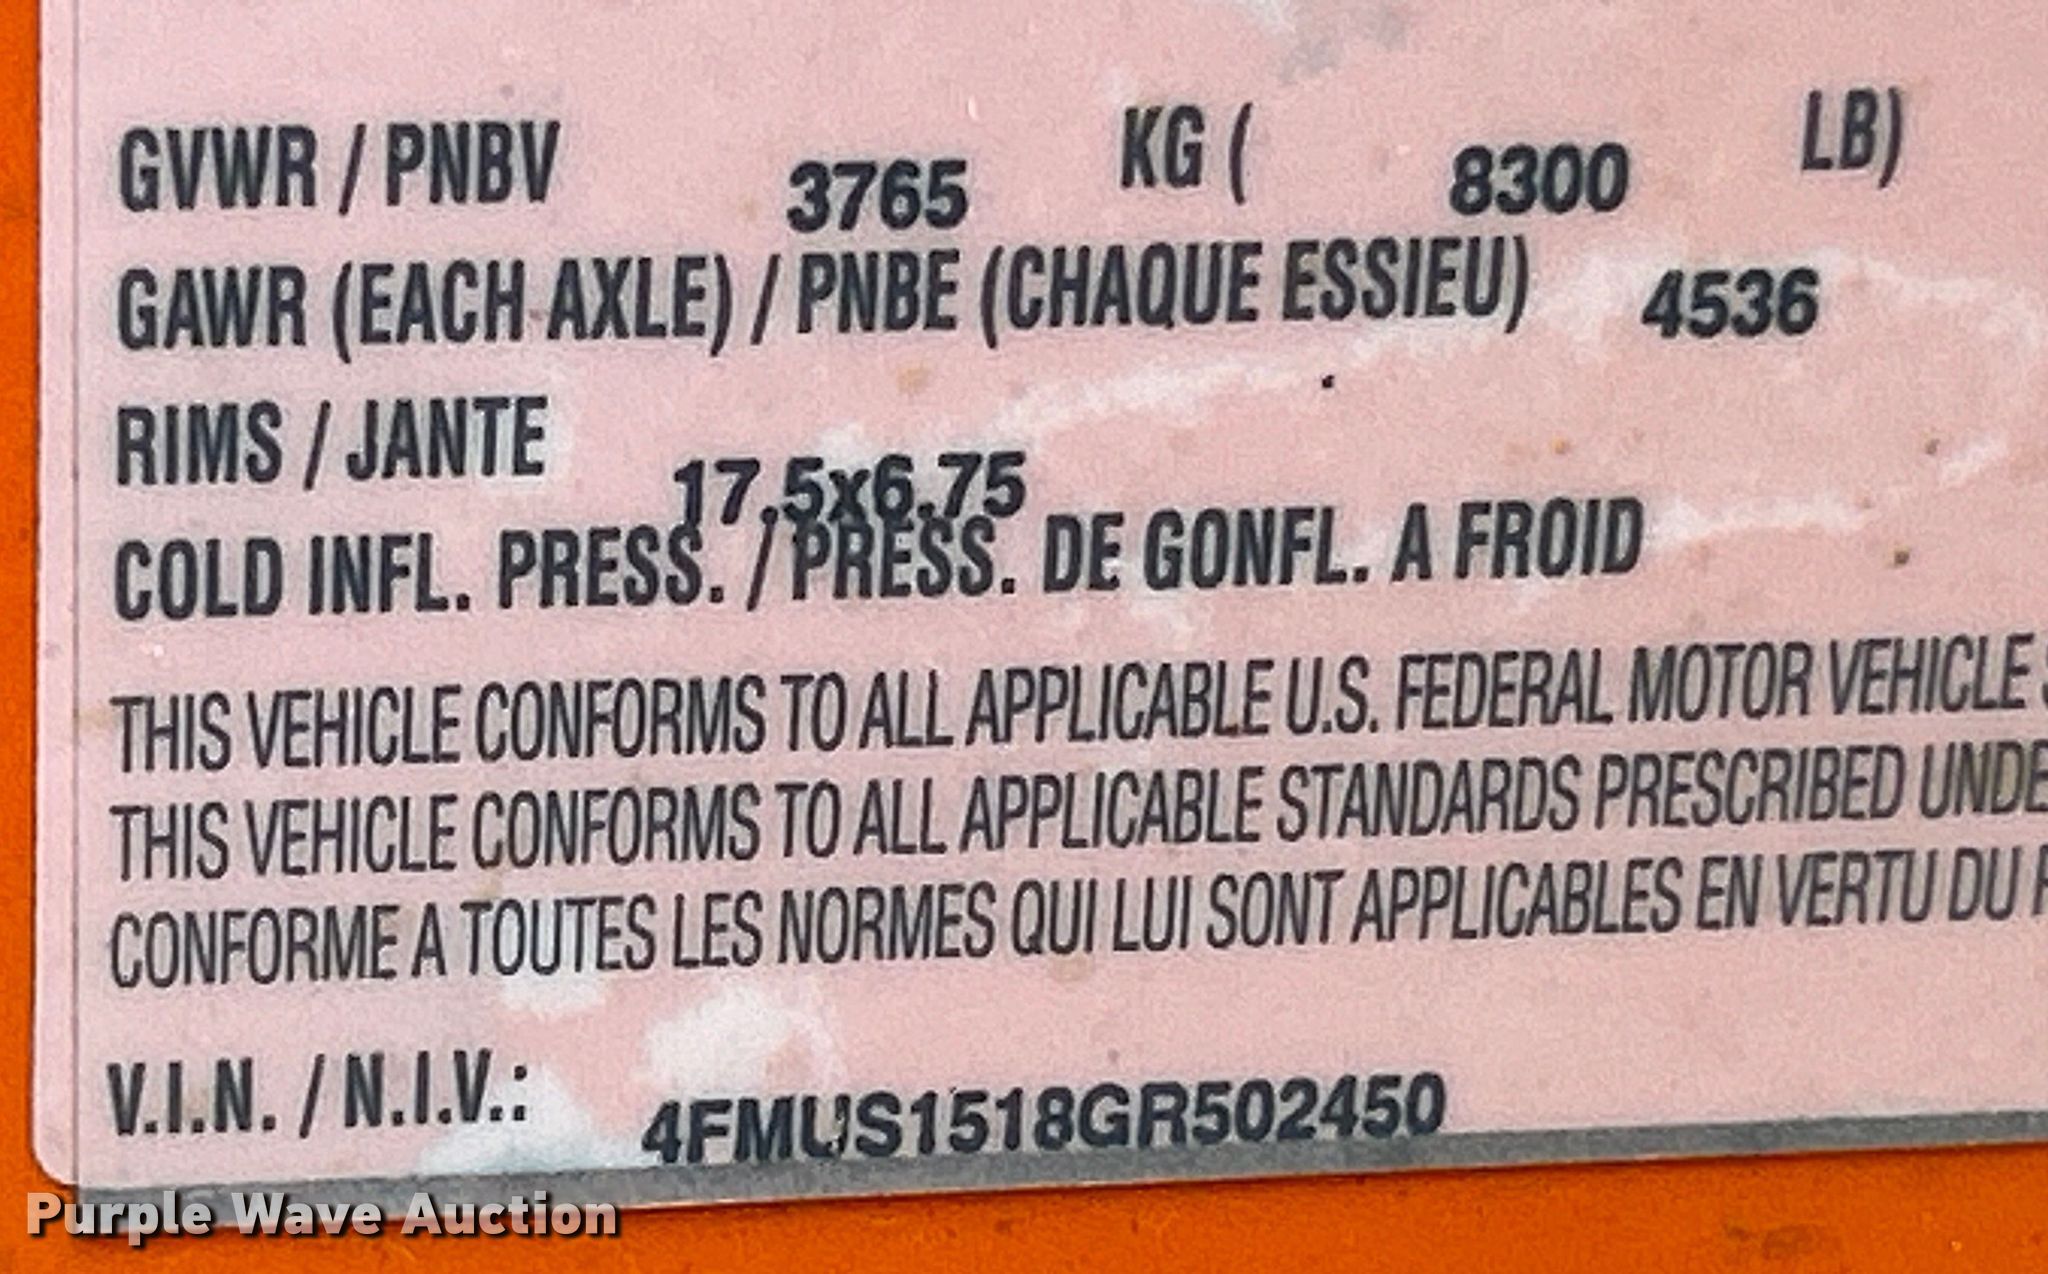 GVWR / PNBV 3765 KG ( 8300 LB)
GAWR (EACH AXLE) / PNBE (CHAQUE ESSIEU) 4536
RIMS / JANTE 17.5x6.75
COLD INFL. PRESS. / PRESS. DE GONFL. A FROID
THIS VEHICLE CONFORMS TO ALL APPLICABLE U.S. FEDERAL MOTOR VEHICLE
THIS VEHICLE CONFORMS TO ALL APPLICABLE STANDARDS PRESCRIBED UNDE
CONFORME A TOUTES LES NORMES QUI LUI SONT APPLICABLES EN VERTU DU
V.I.N. / N.I.V.: 4FMUS1518GR502450
Purple Wave Auction